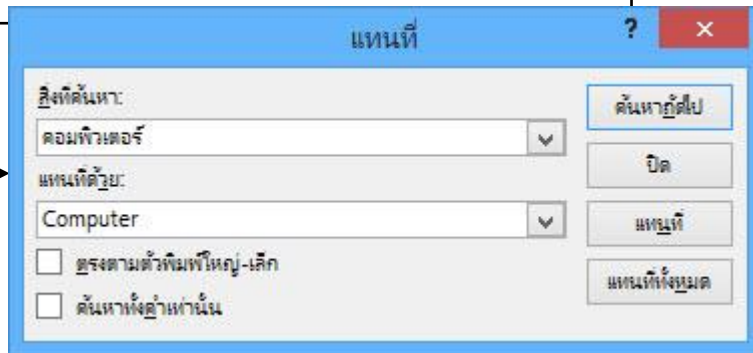 แทนที่
?
×
สิ่งที่ค้นหา:
คอมพิวเตอร์
แทนที่ด้วย:
Computer
ตรงตามตัวพิมพ์ใหญ่-เล็ก
ค้นหาทั้งคำเท่านั้น
ค้นหาถัดไป
ปิด
แทนที่
แทนที่ทั้งหมด